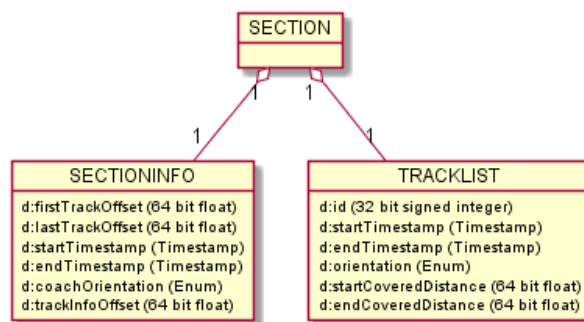 SECTION
1 1
1 1
SECTIONINFO
d:firstTrackOffset (64 bit float)
d:lastTrackOffset (64 bit float)
d:startTimestamp (Timestamp)
d:endTimestamp (Timestamp)
d:coachOrientation (Enum)
d:trackInfoOffset (64 bit float)
TRACKLIST
d:id (32 bit signed integer)
d:startTimestamp (Timestamp)
d:endTimestamp (Timestamp)
d:orientation (Enum)
d:startCoveredDistance (64 bit float)
d:endCoveredDistance (64 bit float)